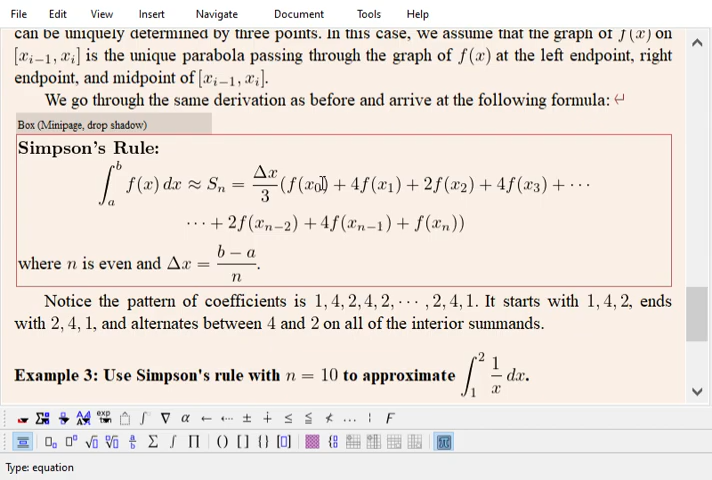 File Edit View Insert Navigate Document Tools Help
can be uniquely determined by three points. In this case, we assume that the graph of f(x) on
[x_{i−1}, x_i] is the unique parabola passing through the graph of f(x) at the left endpoint, right
endpoint, and midpoint of [x_{i−1}, x_i].
We go through the same derivation as before and arrive at the following formula: ↵
Box (Minipage, drop shadow)
Simpson's Rule:
∫_a^b f(x) dx ≈ S_n = Δx/3 (f(x_0) + 4f(x_1) + 2f(x_2) + 4f(x_3) + ···
··· + 2f(x_{n−2}) + 4f(x_{n−1}) + f(x_n))
where n is even and Δx = (b − a)/n.
Notice the pattern of coefficients is 1, 4, 2, 4, 2, ··· , 2, 4, 1. It starts with 1, 4, 2, ends
with 2, 4, 1, and alternates between 4 and 2 on all of the interior summands.
Example 3: Use Simpson's rule with n = 10 to approximate ∫_1^2 1/x dx.
Type: equation